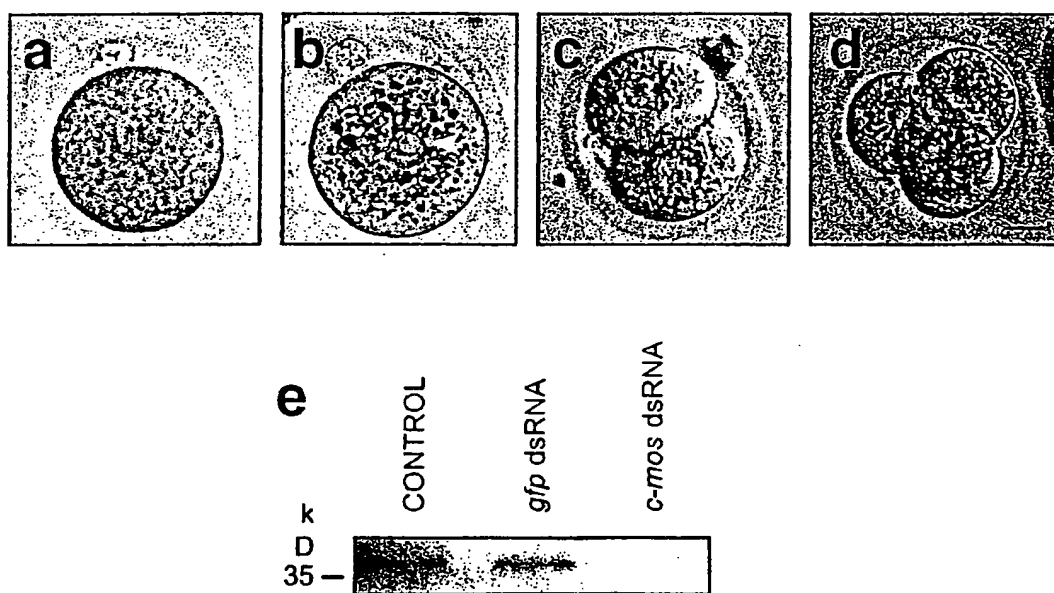 a b c d
e
CONTROL
gfp dsRNA
c-mos dsRNA
k
D
35